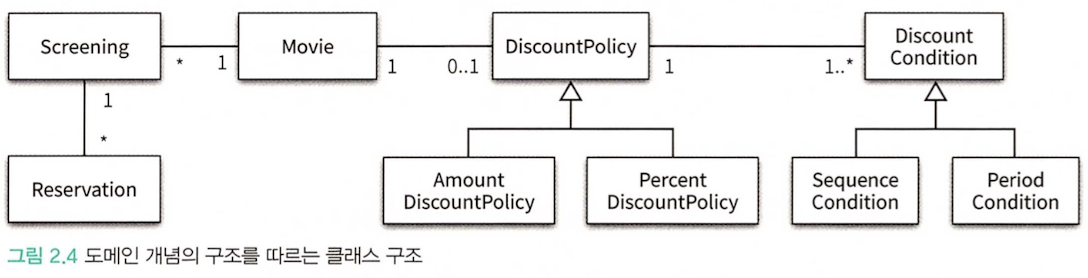 Screening
*
1
Movie
1
0..1
DiscountPolicy
1
1..*
Discount
Condition
1
*
Reservation
Amount
DiscountPolicy
Percent
DiscountPolicy
Sequence
Condition
Period
Condition
그림 2.4 도메인 개념의 구조를 따르는 클래스 구조